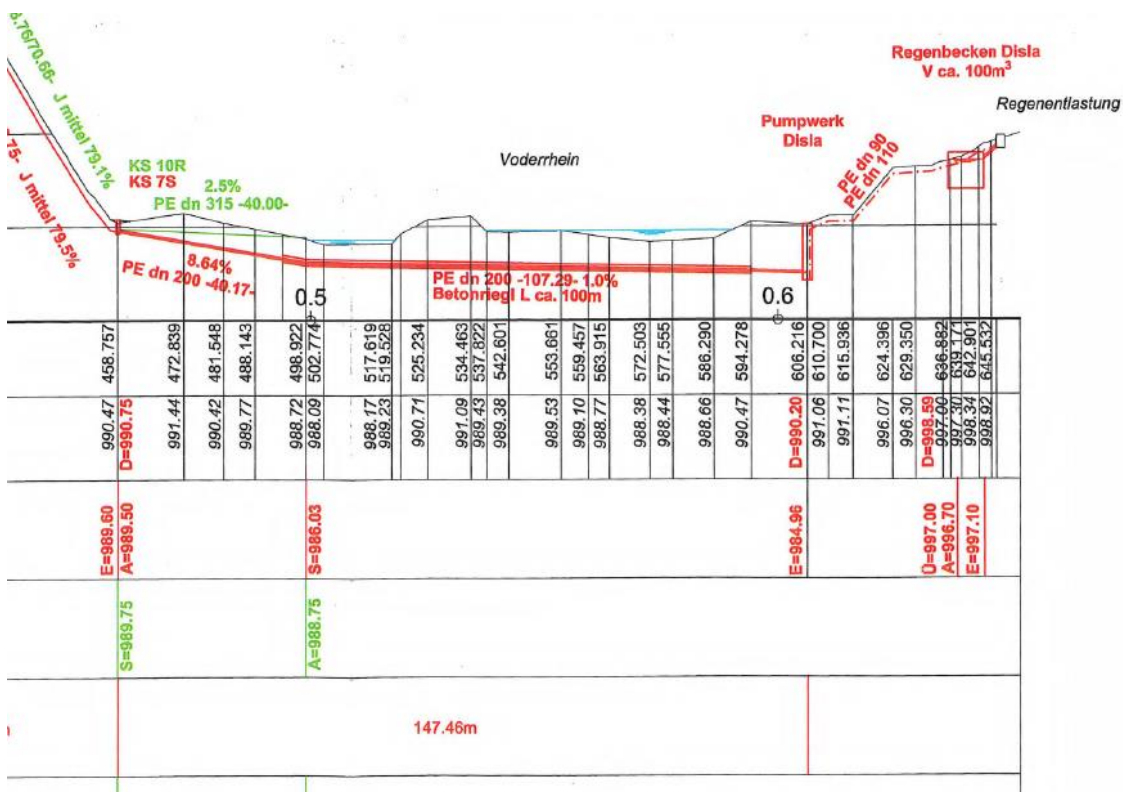 8.76/70.66- J mittel 79.1%
75- J mittel 79.5%
KS 10R
KS 7S
2.5%
PE dn 315 -40.00-
8.64%
PE dn 200 -40.17-
Voderrhein
PE dn 200 -107.29- 1.0%
Betonriegl L ca. 100m
Pumpwerk
Disla
PE dn 90
PE dn 110
Regenbecken Disla
V ca. 100m³
Regenentlastung
0.5
0.6
458.757
472.839
481.548
488.143
498.922
502.774
517.619
519.528
525.234
534.463
537.822
542.601
553.661
559.457
563.915
572.503
577.555
586.290
594.278
606.216
610.700
615.936
624.396
629.350
636.882
639.171
642.901
645.532
990.47
D=990.75
991.44
990.42
989.77
988.72
988.09
988.17
989.23
990.71
991.09
989.43
989.38
989.53
989.10
988.77
988.38
988.44
988.66
990.47
D=990.20
991.06
991.11
996.07
996.30
D=998.59
997.00
997.30
998.34
998.92
E=989.60
A=989.50
S=986.03
E=984.96
Ü=997.00
A=996.70
E=997.10
S=989.75
A=988.75
147.46m